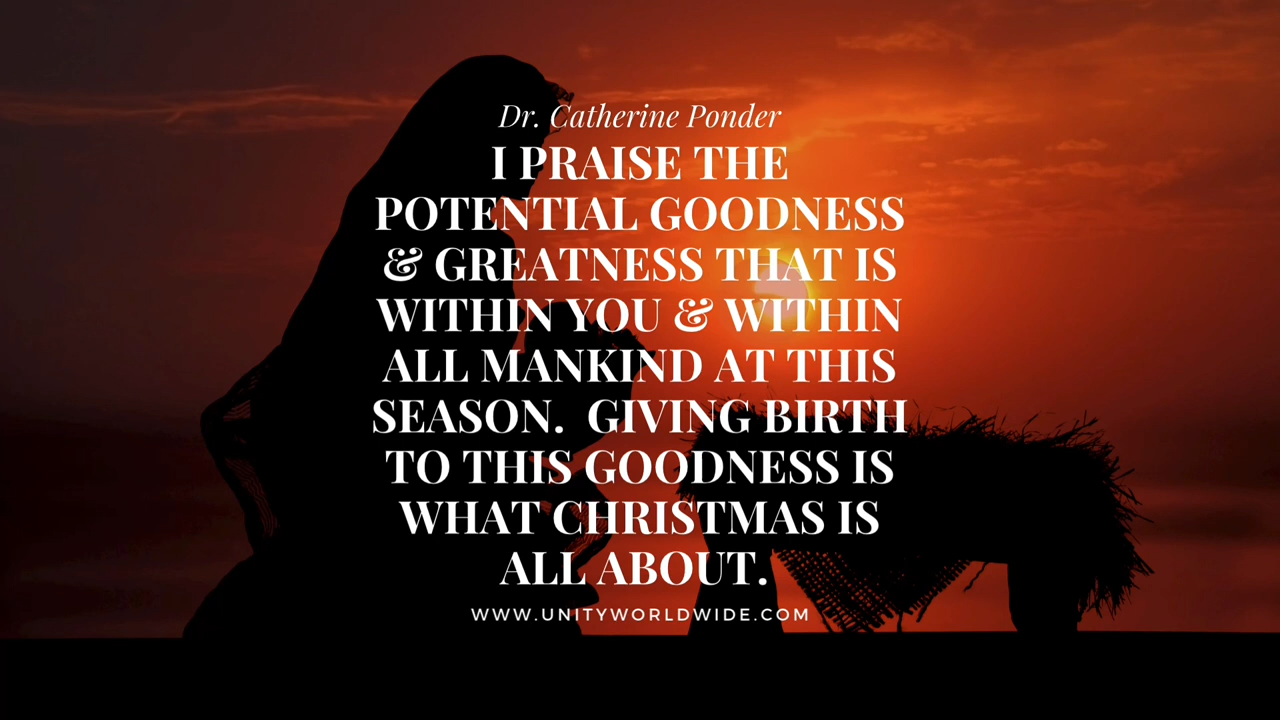 Dr. Catherine Ponder
I PRAISE THE
POTENTIAL GOODNESS
& GREATNESS THAT IS
WITHIN YOU & WITHIN
ALL MANKIND AT THIS
SEASON.  GIVING BIRTH
TO THIS GOODNESS IS
WHAT CHRISTMAS IS
ALL ABOUT.
WWW.UNITYWORLDWIDE.COM